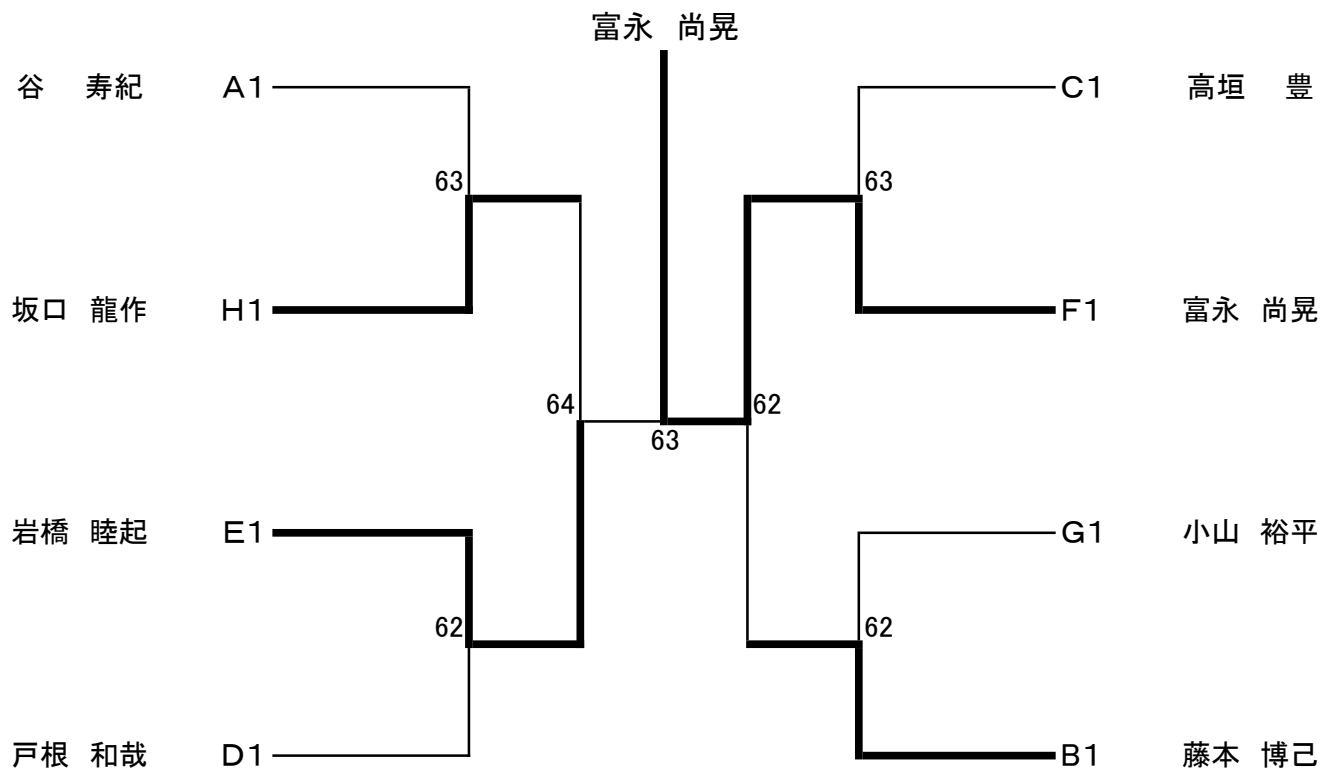 富永 尚晃
谷 寿紀 A1 C1 高垣 豊
63 63
坂口 龍作 H1 F1 富永 尚晃
64 62
63
岩橋 睦起 E1 G1 小山 裕平
62 62
戸根 和哉 D1 B1 藤本 博己